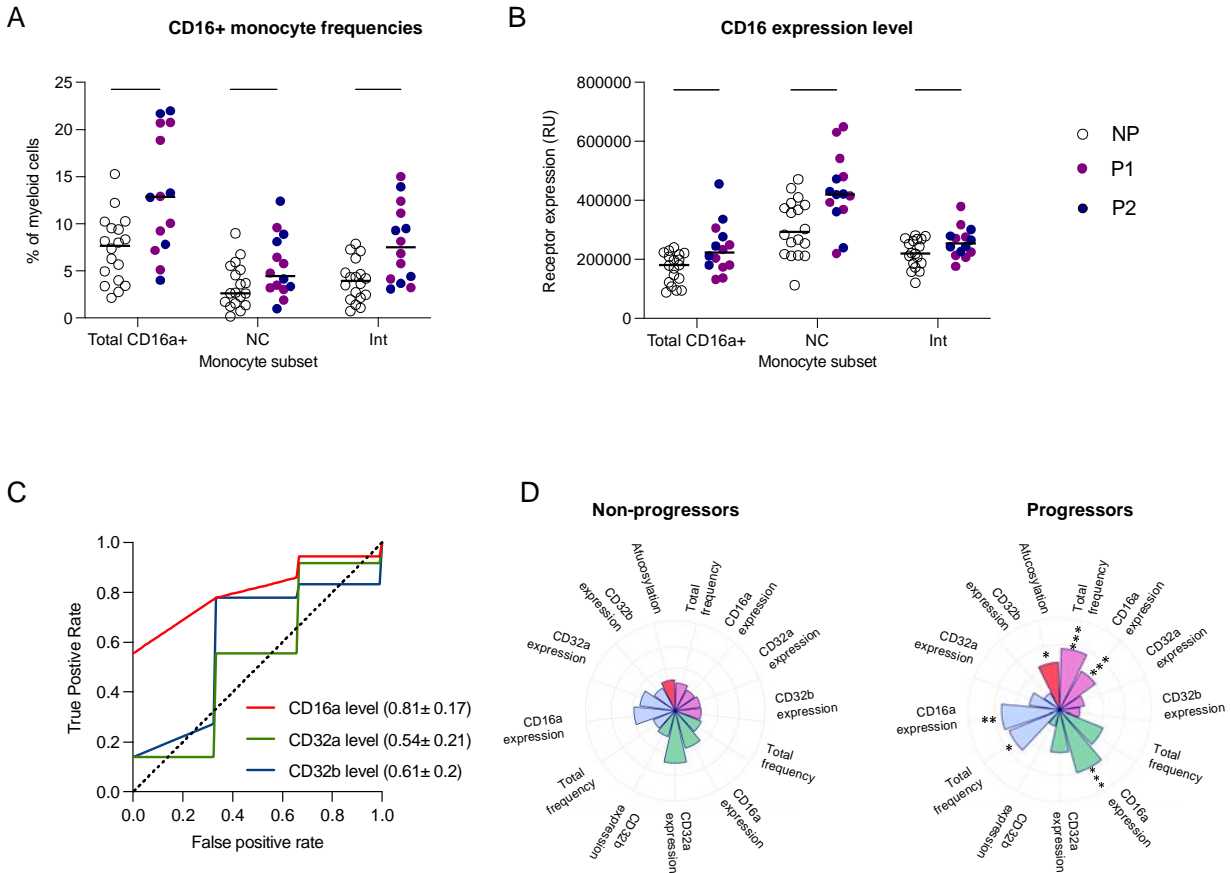 A
CD16+ monocyte frequencies
25
20
15
10
5
0
% of myeloid cells
Total CD16a+
NC
Int
Monocyte subset
B
CD16 expression level
800000
600000
400000
200000
0
Receptor expression (RU)
Total CD16a+
NC
Int
Monocyte subset
NP
P1
P2
C
1.0
0.8
0.6
0.4
0.2
0.0
True Postive Rate
0.0
0.2
0.4
0.6
0.8
1.0
False positive rate
CD16a level (0.81± 0.17)
CD32a level (0.54± 0.21)
CD32b level (0.61± 0.2)
D
Non-progressors
Afucosylation
Total
frequency
CD16a
expression
CD32a
expression
CD32b
expression
Total
frequency
CD16a
expression
CD32a
expression
CD32b
expression
Total
frequency
CD16a
expression
CD32a
expression
CD32b
expression
Progressors
Afucosylation
Total
frequency
CD16a
expression
CD32a
expression
CD32b
expression
Total
frequency
CD16a
expression
CD32a
expression
CD32b
expression
Total
frequency
CD16a
expression
CD32a
expression
CD32b
expression
*
***
***
***
*
**